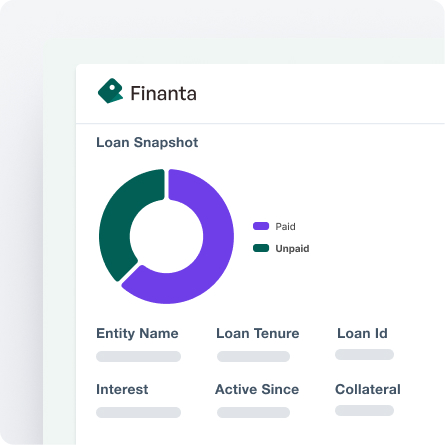 Finanta
Loan Snapshot
Paid
Unpaid
Entity Name Loan Tenure Loan Id
Interest Active Since Collateral